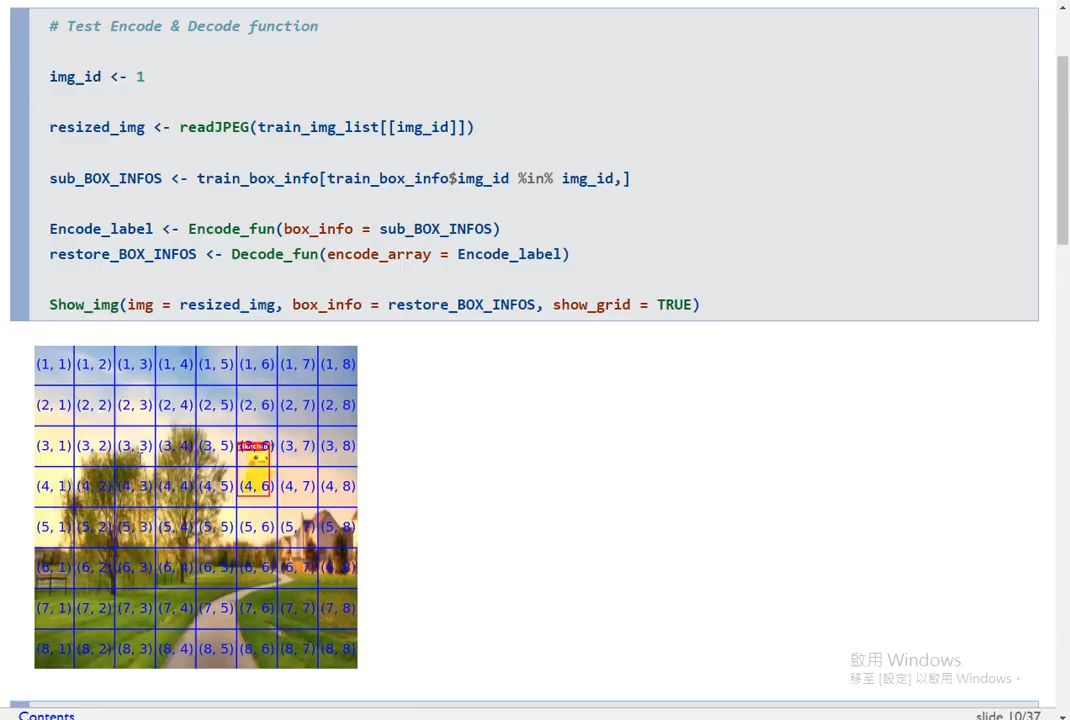 # Test Encode & Decode function
img_id <- 1
resized_img <- readJPEG(train_img_list[[img_id]])
sub_BOX_INFOS <- train_box_info[train_box_info$img_id %in% img_id,]
Encode_label <- Encode_fun(box_info = sub_BOX_INFOS)
restore_BOX_INFOS <- Decode_fun(encode_array = Encode_label)
Show_img(img = resized_img, box_info = restore_BOX_INFOS, show_grid = TRUE)
(1, 1) (1, 2) (1, 3) (1, 4) (1, 5) (1, 6) (1, 7) (1, 8)
(2, 1) (2, 2) (2, 3) (2, 4) (2, 5) (2, 6) (2, 7) (2, 8)
(3, 1) (3, 2) (3, 3) (3, 4) (3, 5) (3, 6) (3, 7) (3, 8)
(4, 1) (4, 2) (4, 3) (4, 4) (4, 5) (4, 6) (4, 7) (4, 8)
(5, 1) (5, 2) (5, 3) (5, 4) (5, 5) (5, 6) (5, 7) (5, 8)
(6, 1) (6, 2) (6, 3) (6, 4) (6, 5) (6, 6) (6, 7) (6, 8)
(7, 1) (7, 2) (7, 3) (7, 4) (7, 5) (7, 6) (7, 7) (7, 8)
(8, 1) (8, 2) (8, 3) (8, 4) (8, 5) (8, 6) (8, 7) (8, 8)
啟用 Windows
移至 [設定] 以啟用 Windows。
Contents
slide 10/37